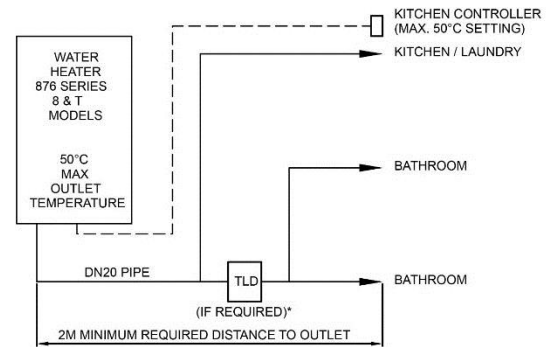 KITCHEN CONTROLLER
(MAX. 50°C SETTING)
KITCHEN / LAUNDRY
WATER
HEATER
876 SERIES
8 & T
MODELS
50°C
MAX
OUTLET
TEMPERATURE
BATHROOM
DN20 PIPE
TLD
BATHROOM
(IF REQUIRED)*
2M MINIMUM REQUIRED DISTANCE TO OUTLET